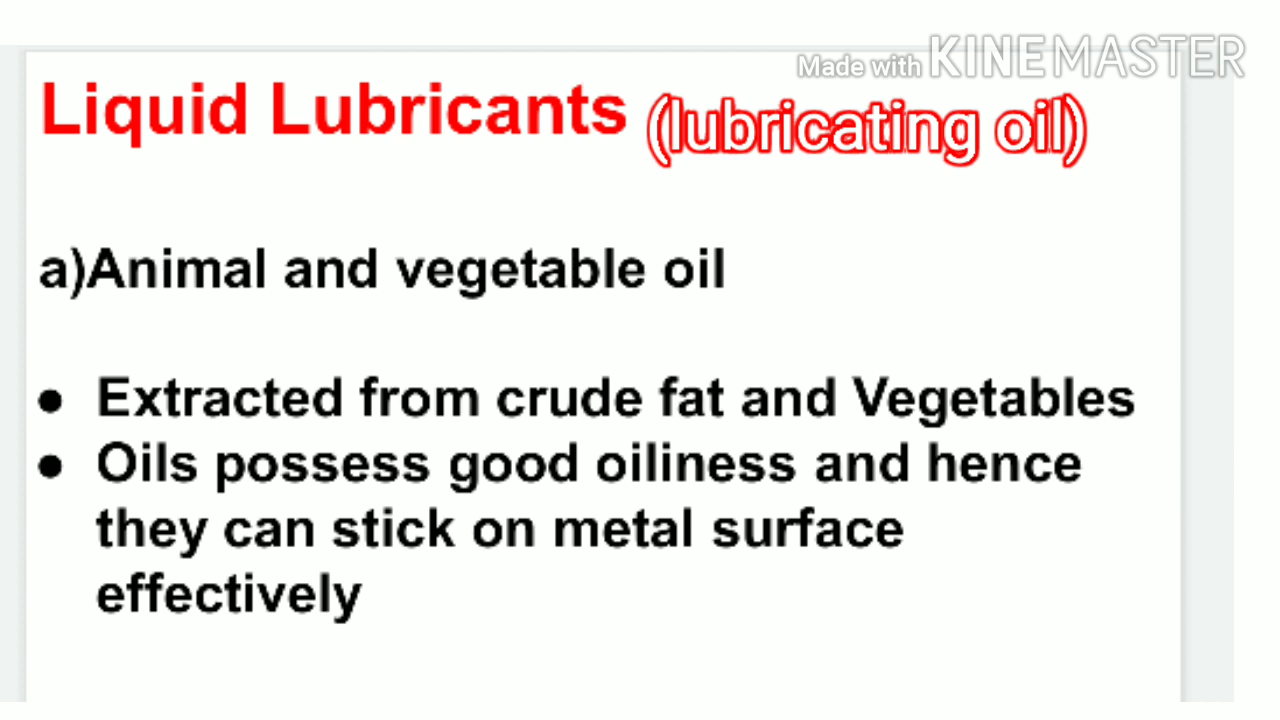 Made with KINEMASTER
Liquid Lubricants (lubricating oil)
a)Animal and vegetable oil
● Extracted from crude fat and Vegetables
● Oils possess good oiliness and hence
they can stick on metal surface
effectively